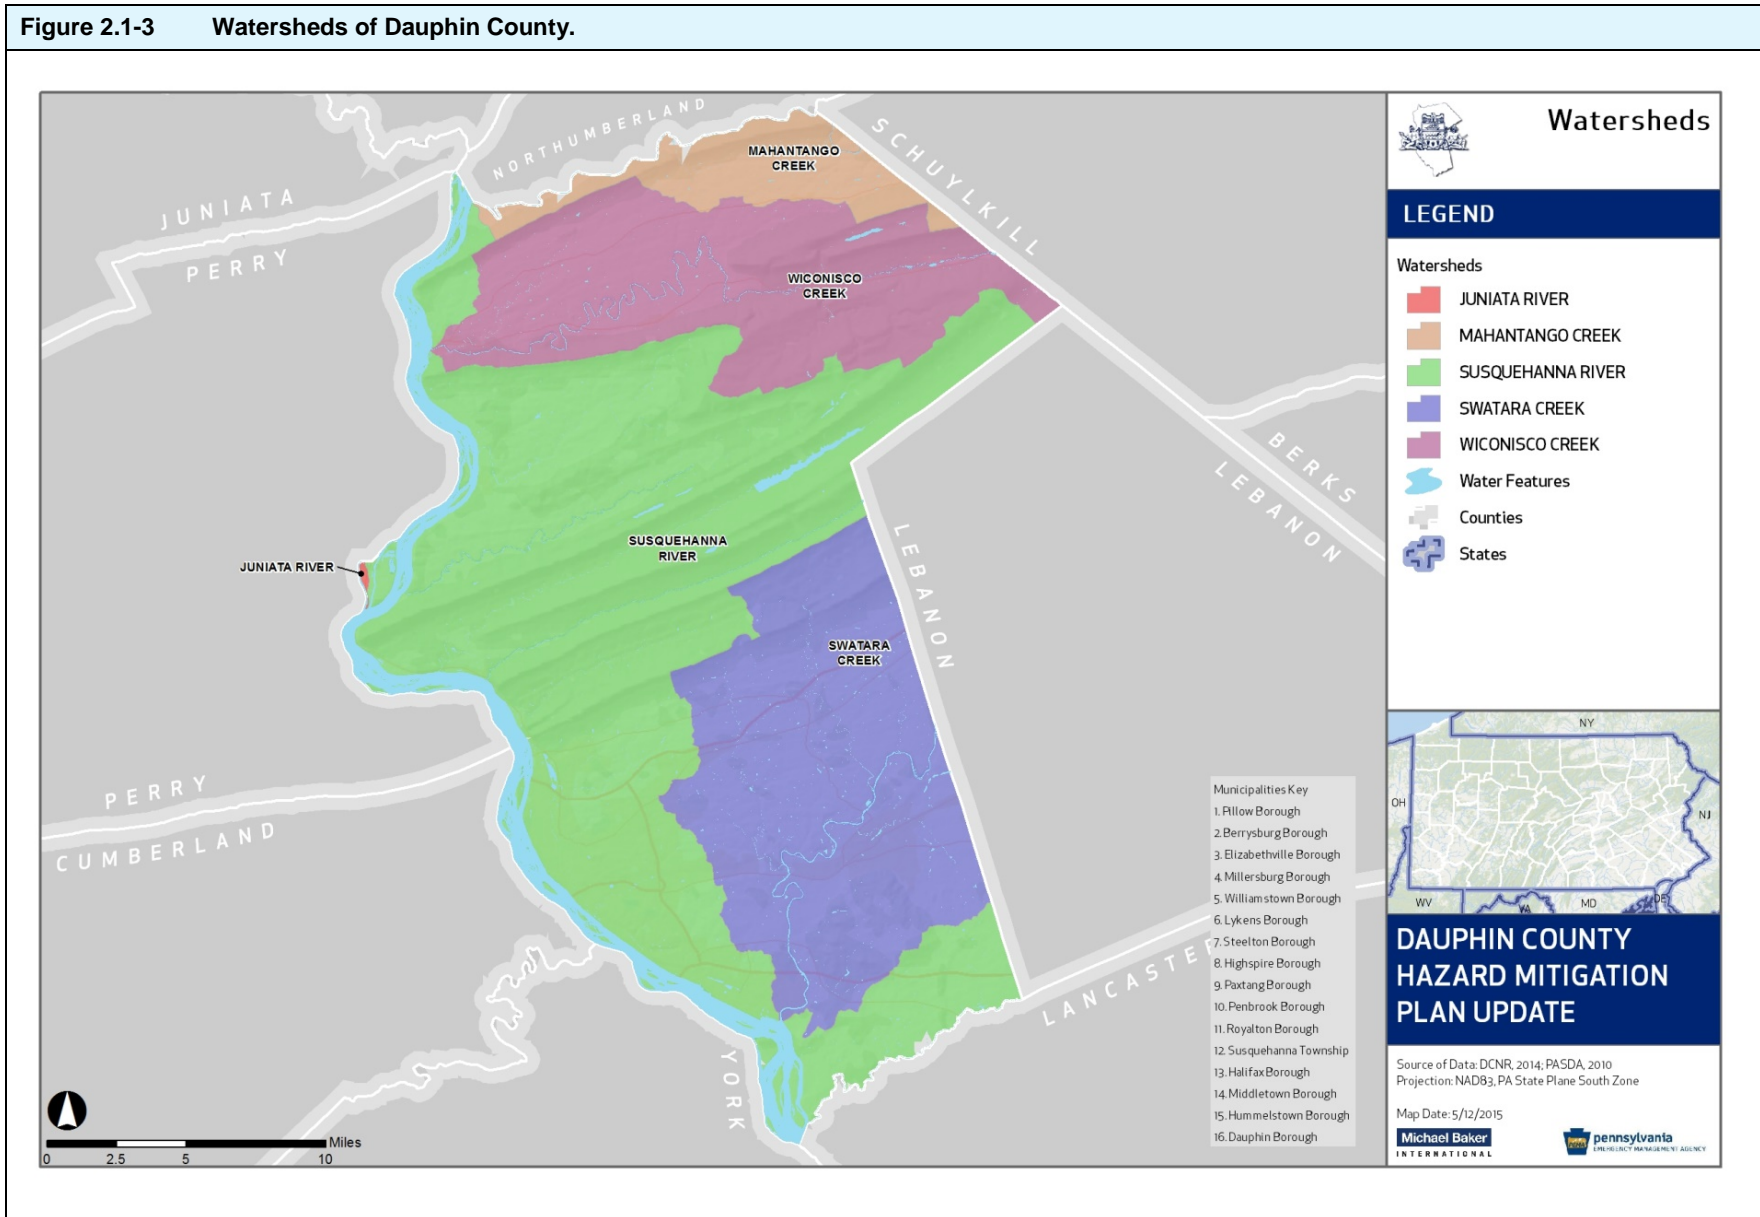 Figure 2.1-3 Watersheds of Dauphin County.
NORTHUMBERLAND
SCHUYLKILL
JUNIATA
PERRY
MAHANTANGO
CREEK
WICONISCO
CREEK
BERKS
LEBANON
LEBANON
SUSQUEHANNA
RIVER
JUNIATA RIVER
SWATARA
CREEK
PERRY
CUMBERLAND
YORK
LANCASTER
Municipalities Key
1. Pillow Borough
2. Berrysburg Borough
3. Elizabethville Borough
4. Millersburg Borough
5. Williamstown Borough
6. Lykens Borough
7. Steelton Borough
8. Highspire Borough
9. Paxtang Borough
10. Penbrook Borough
11. Royalton Borough
12. Susquehanna Township
13. Halifax Borough
14. Middletown Borough
15. Hummelstown Borough
16. Dauphin Borough
Miles
0 2.5 5 10
Watersheds
LEGEND
Watersheds
JUNIATA RIVER
MAHANTANGO CREEK
SUSQUEHANNA RIVER
SWATARA CREEK
WICONISCO CREEK
Water Features
Counties
States
NY
OH
NJ
WV
VA
MD
DE
DAUPHIN COUNTY
HAZARD MITIGATION
PLAN UPDATE
Source of Data: DCNR, 2014; PASDA, 2010
Projection: NAD83, PA State Plane South Zone
Map Date: 5/12/2015
Michael Baker
INTERNATIONAL
pennsylvania
EMERGENCY MANAGEMENT AGENCY